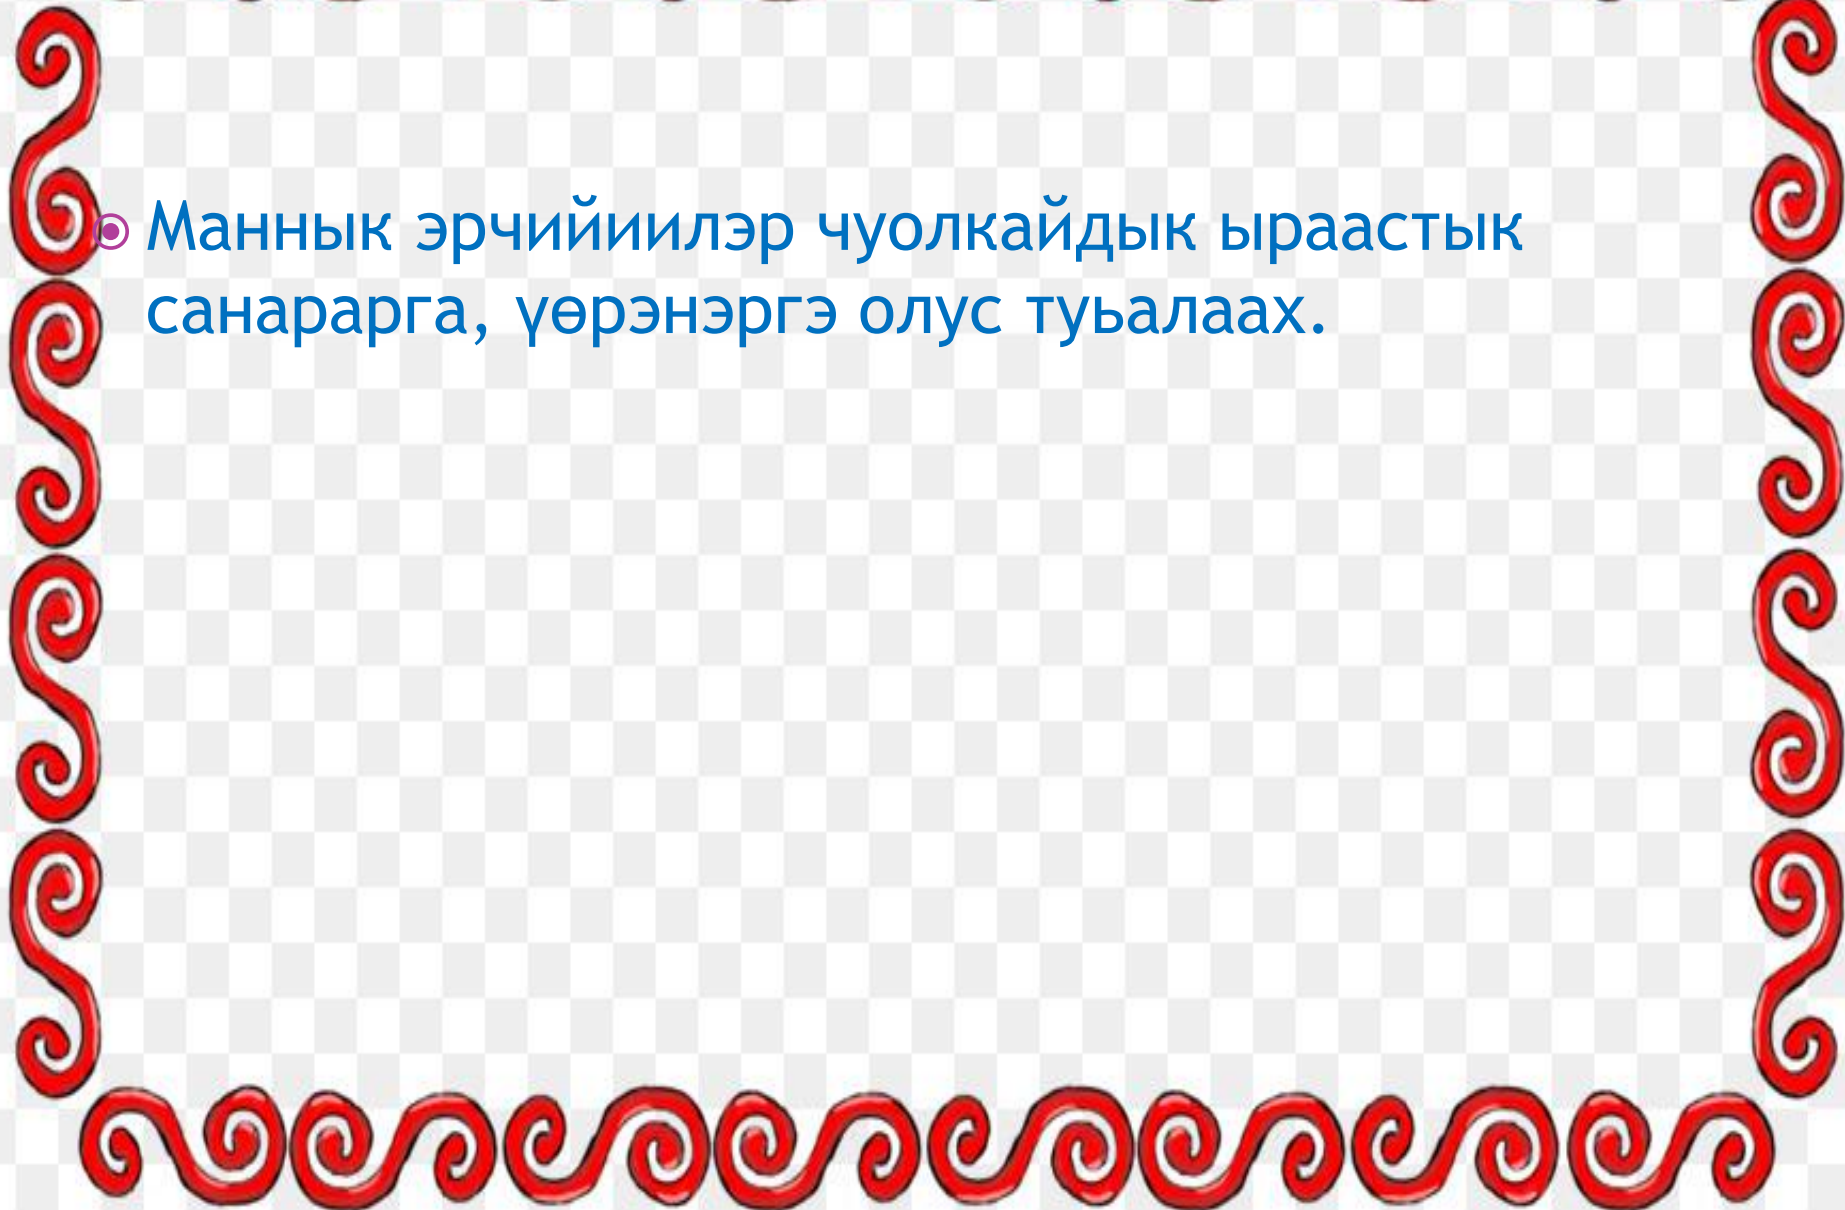 Маннык эрчийиилэр чуолкайдык ыраастык
санарарга, үөрэнэргэ олус туьалаах.